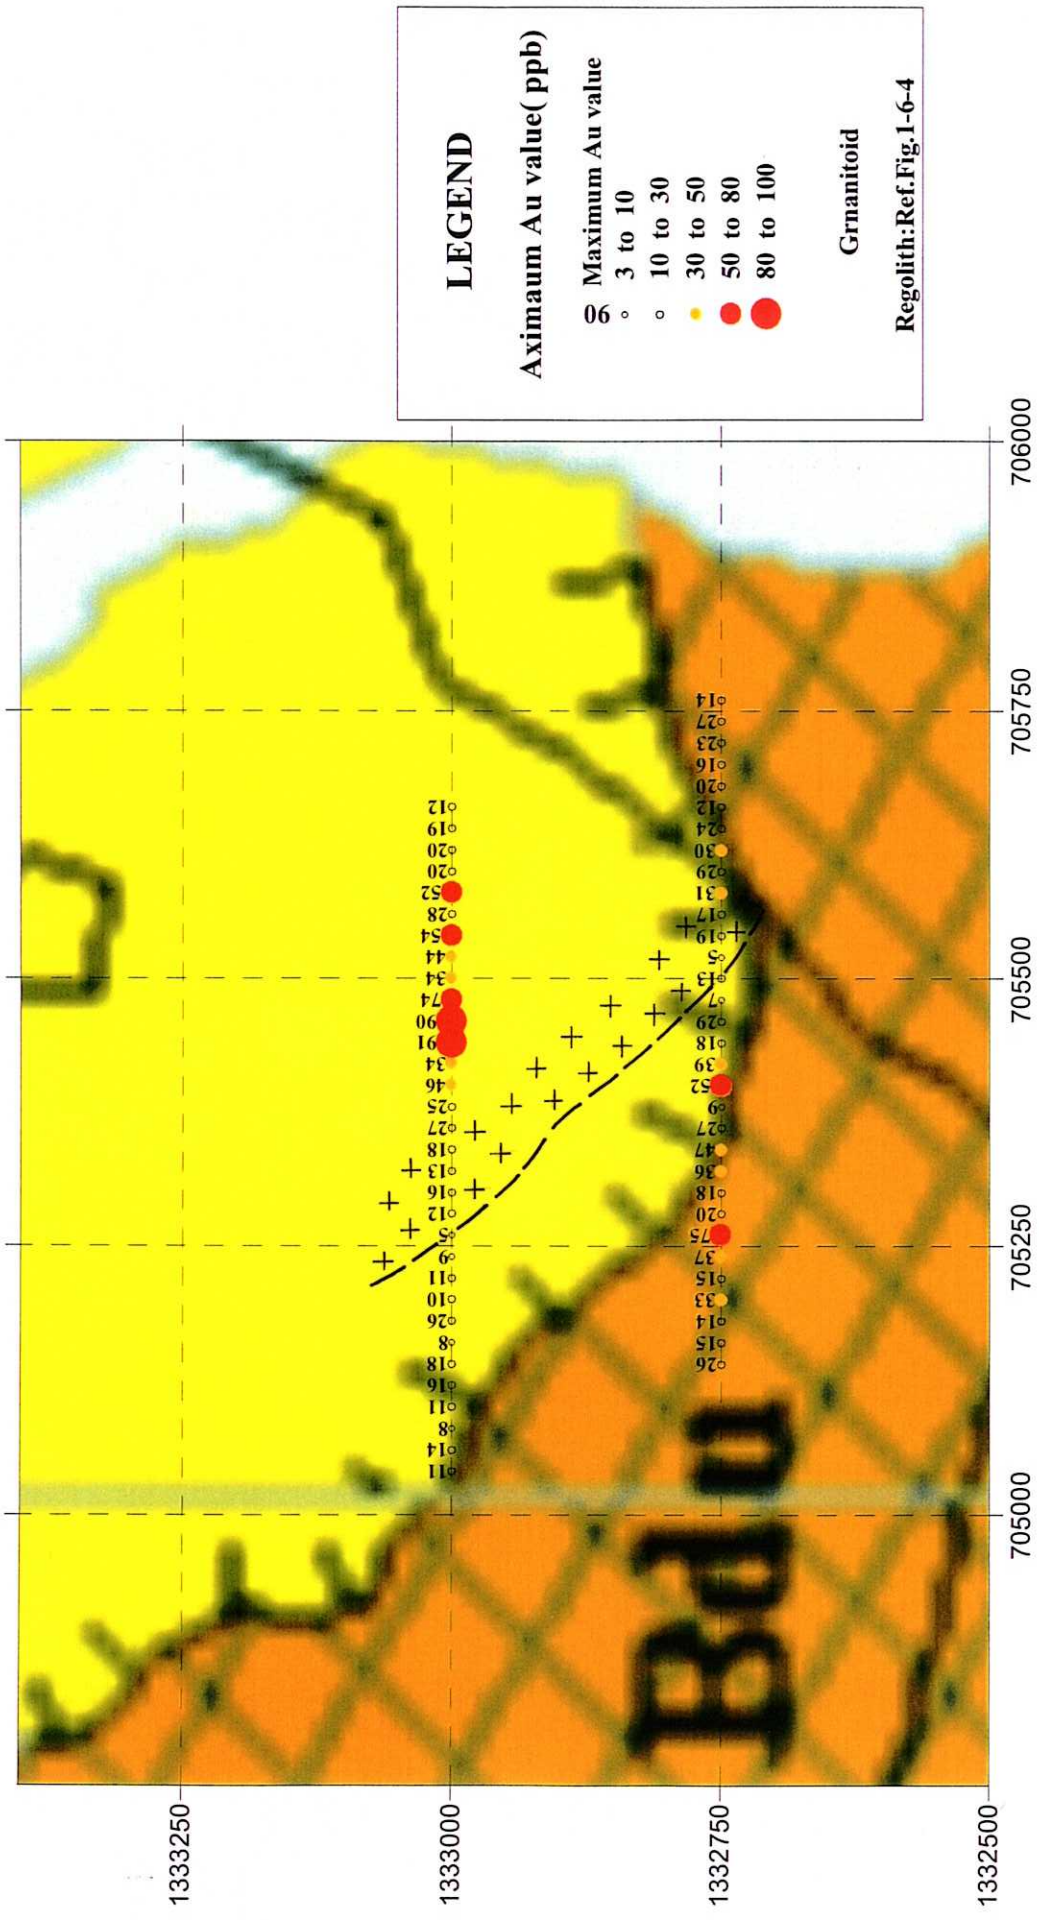 1333250
1333000
11 14 8 11 16 18 8 26 10 11 9 5 12 16 13 18 27 25 46 34 91 90 74 34 44 54 28 52 20 20 19 12
1332750
26 15 14 33 15 37 75 20 18 36 47 27 9 52 39 18 29 7 13 5 19 17 31 29 30 24 12 20 16 23 27 14
Bdu
1332500
705000 705250 705500 705750 706000
LEGEND
Aximaum Au value( ppb)
06 Maximum Au value
3 to 10
10 to 30
30 to 50
50 to 80
80 to 100
Grnanitoid
Regolith:Ref.Fig.1-6-4